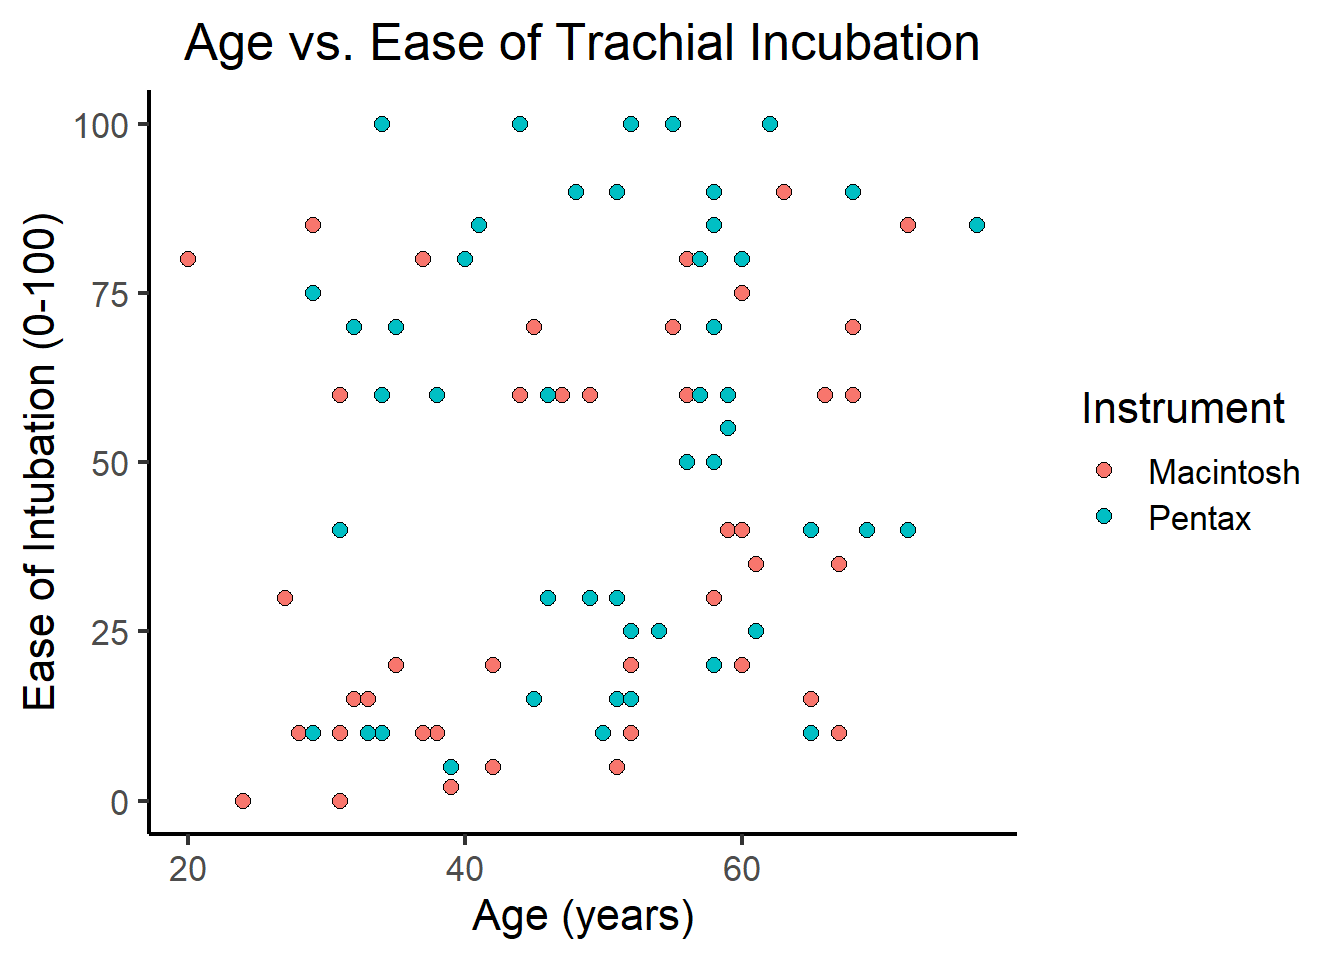 Age vs. Ease of Trachial Incubation
Ease of Intubation (0-100)
100
75
50
25
0
20 40 60
Age (years)
Instrument
Macintosh
Pentax